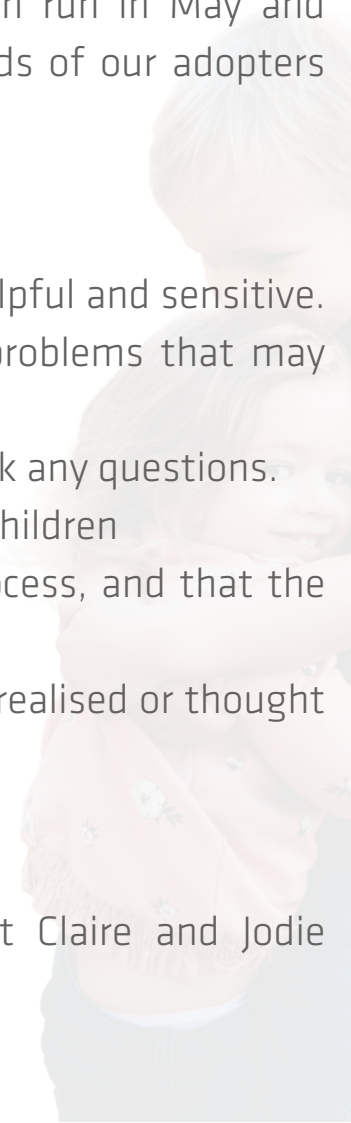 run in May and
ds of our adopters
lpful and sensitive.
problems that may
k any questions.
hildren
cess, and that the
realised or thought
t Claire and Jodie